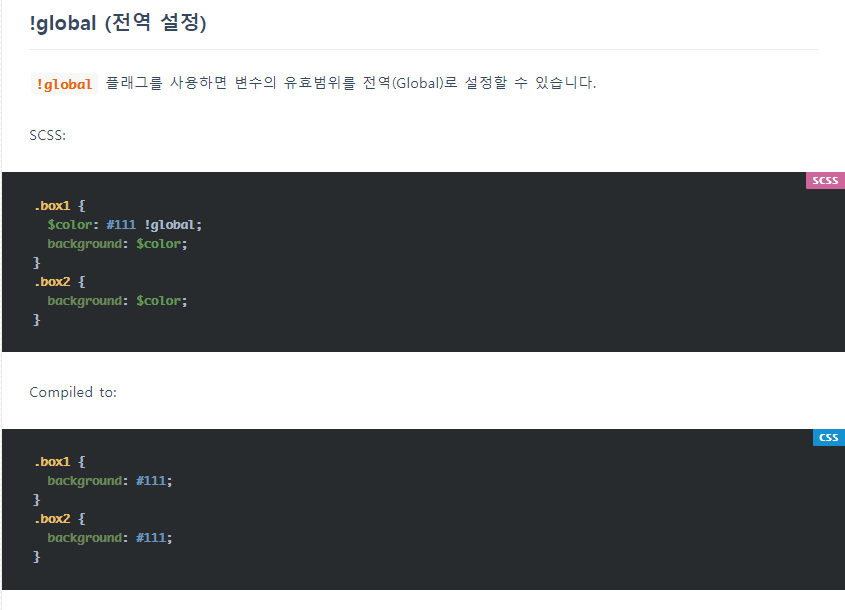 !global (전역 설정)
!global 플래그를 사용하면 변수의 유효범위를 전역(Global)로 설정할 수 있습니다.
SCSS:
SCSS
.box1 {
  $color: #111 !global;
  background: $color;
}
.box2 {
  background: $color;
}
Compiled to:
CSS
.box1 {
  background: #111;
}
.box2 {
  background: #111;
}